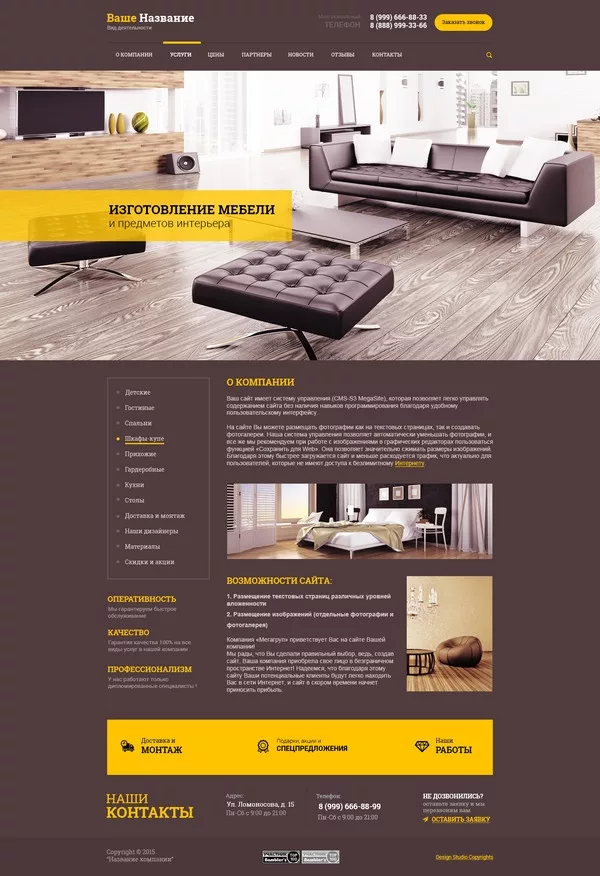 Ваше Название
Вид деятельности
Многоканальный
ТЕЛЕФОН
8 (999) 666-88-33
8 (888) 999-33-66
Заказать звонок
О КОМПАНИИ УСЛУГИ ЦЕНЫ ПАРТНЕРЫ НОВОСТИ ОТЗЫВЫ КОНТАКТЫ
ИЗГОТОВЛЕНИЕ МЕБЕЛИ
и предметов интерьера
Детские
Гостиные
Спальни
Шкафы-купе
Прихожие
Гардеробные
Кухни
Столы
Доставка и монтаж
Наши дизайнеры
Материалы
Скидки и акции
ОПЕРАТИВНОСТЬ
Мы гарантируем быстрое
обслуживание
КАЧЕСТВО
Гарантия качества 100% на все
виды услуг в нашей компании
ПРОФЕССИОНАЛИЗМ
У нас работают только
дипломированные специалисты !
О КОМПАНИИ
Ваш сайт имеет систему управления (CMS-S3 MegaSite), которая позволяет легко управлять
содержанием сайта без наличия навыков программирования благодаря удобному
пользовательскому интерфейсу.
На сайте Вы можете размещать фотографии как на текстовых страницах, так и создавать
фотогалереи. Наша система управления позволяет автоматически уменьшать фотографии, и
все же мы рекомендуем при работе с изображениями в графических редакторах пользоваться
функцией «Сохранить для Web». Она позволяет значительно сжимать размеры изображений.
Благодаря этому быстрее загружается сайт и меньше расходуется трафик, что актуально для
пользователей, которые не имеют доступа к безлимитному Интернету.
ВОЗМОЖНОСТИ САЙТА:
1. Размещение текстовых страниц различных уровней
вложенности
2. Размещение изображений (отдельные фотографии и
фотогалерея)
Компания «Мегагруп» приветствует Вас на сайте Вашей
компании!
Мы рады, что Вы сделали правильный выбор, ведь, создав
сайт, Ваша компания приобрела свое лицо в безграничном
пространстве Интернет! Надеемся, что благодаря этому
сайту Ваши потенциальные клиенты будут легко находить
Вас в сети Интернет, и сайт в скором времени начнет
приносить прибыль.
Доставка и
МОНТАЖ
Подарки, акции и
СПЕЦПРЕДЛОЖЕНИЯ
Наши
РАБОТЫ
НАШИ
КОНТАКТЫ
Адрес:
Ул. Ломоносова, д. 15
Пн-Сб с 9:00 до 21:00
Телефон:
8 (999) 666-88-99
Пн-Сб с 9:00 до 21:00
НЕ ДОЗВОНИЛИСЬ?
оставьте заявку и мы
перезвоним вам
ОСТАВИТЬ ЗАЯВКУ
Copyright © 2015
"Название компании"
Rambler's TOP 100
Rambler's TOP 100
Design Studio Copyrights